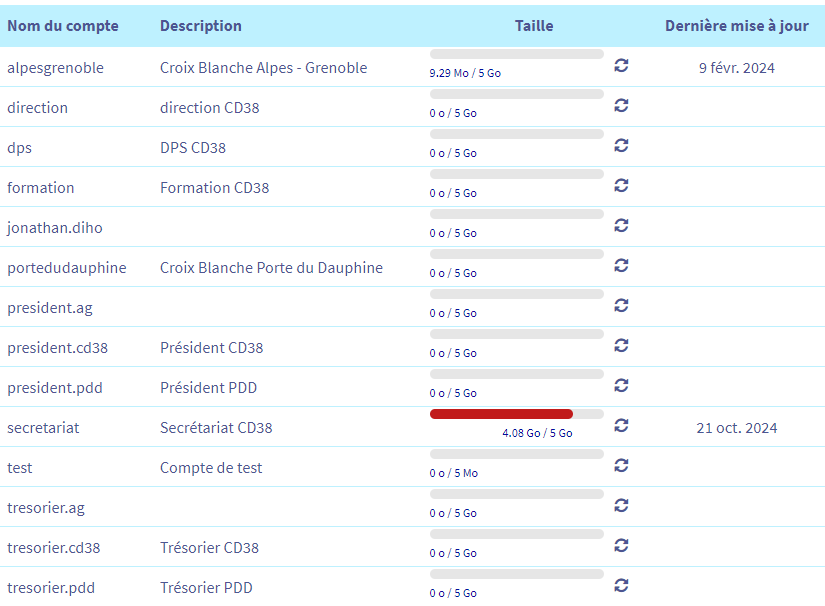 Nom du compte Description Taille Dernière mise à jour
alpesgrenoble Croix Blanche Alpes - Grenoble 9.29 Mo / 5 Go 9 févr. 2024
direction direction CD38 0 o / 5 Go
dps DPS CD38 0 o / 5 Go
formation Formation CD38 0 o / 5 Go
jonathan.diho 0 o / 5 Go
portedudauphine Croix Blanche Porte du Dauphine 0 o / 5 Go
president.ag 0 o / 5 Go
president.cd38 Président CD38 0 o / 5 Go
president.pdd Président PDD 0 o / 5 Go
secretariat Secrétariat CD38 4.08 Go / 5 Go 21 oct. 2024
test Compte de test 0 o / 5 Mo
tresorier.ag 0 o / 5 Go
tresorier.cd38 Trésorier CD38 0 o / 5 Go
tresorier.pdd Trésorier PDD 0 o / 5 Go